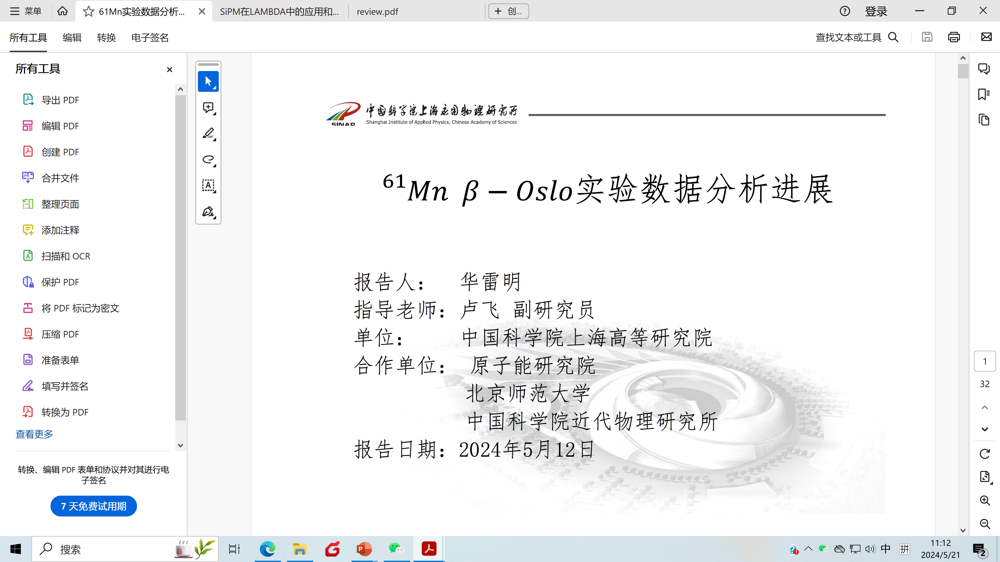 菜单
61Mn实验数据分析...
SiPM在LAMBDA中的应用和...
review.pdf
创...
登录
所有工具
编辑
转换
电子签名
查找文本或工具
所有工具
导出 PDF
编辑 PDF
创建 PDF
合并文件
整理页面
添加注释
扫描和 OCR
保护 PDF
将 PDF 标记为密文
压缩 PDF
准备表单
填写并签名
转换为 PDF
查看更多
转换、编辑 PDF 表单和协议并对其进行电
子签名
7 天免费试用期
SINAP
中国科学院上海应用物理研究所
Shanghai Institute of Applied Physics, Chinese Academy of Sciences
⁶¹Mn β − Oslo实验数据分析进展
报告人： 华雷明
指导老师：卢飞 副研究员
单位： 中国科学院上海高等研究院
合作单位： 原子能研究院
北京师范大学
中国科学院近代物理研究所
报告日期：2024年5月12日
1
32
搜索
中
拼
11:12
2024/5/21
2